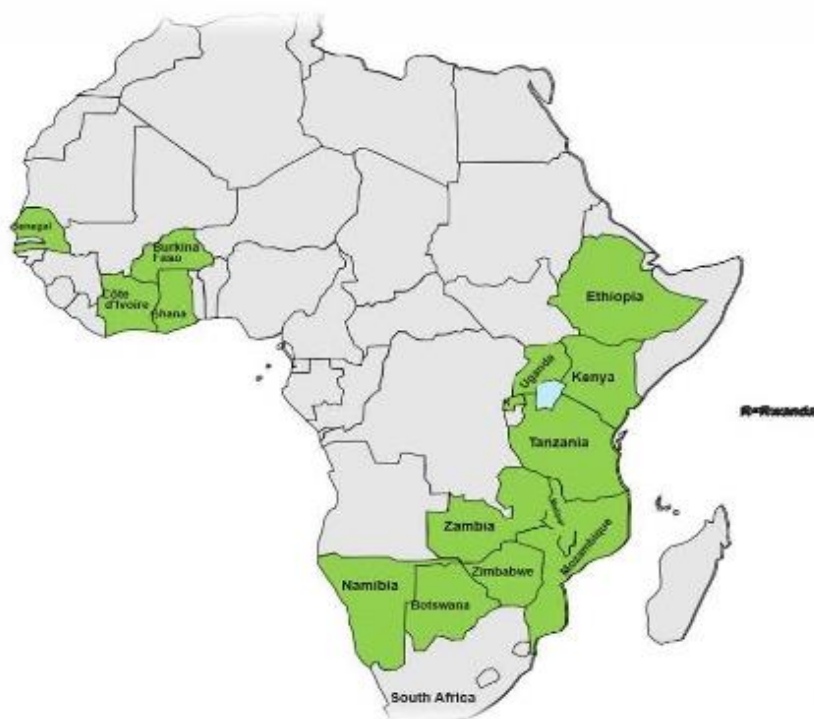 Senegal
Burkina
Faso
Côte
d'Ivoire
Ghana
Ethiopia
Uganda
Kenya
R=Rwanda
Tanzania
Zambia
Mozambique
Zimbabwe
Namibia
Botswana
South Africa